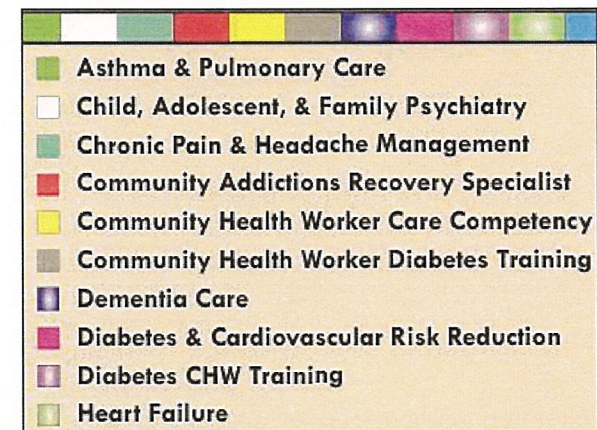 Asthma & Pulmonary Care
Child, Adolescent, & Family Psychiatry
Chronic Pain & Headache Management
Community Addictions Recovery Specialist
Community Health Worker Care Competency
Community Health Worker Diabetes Training
Dementia Care
Diabetes & Cardiovascular Risk Reduction
Diabetes CHW Training
Heart Failure